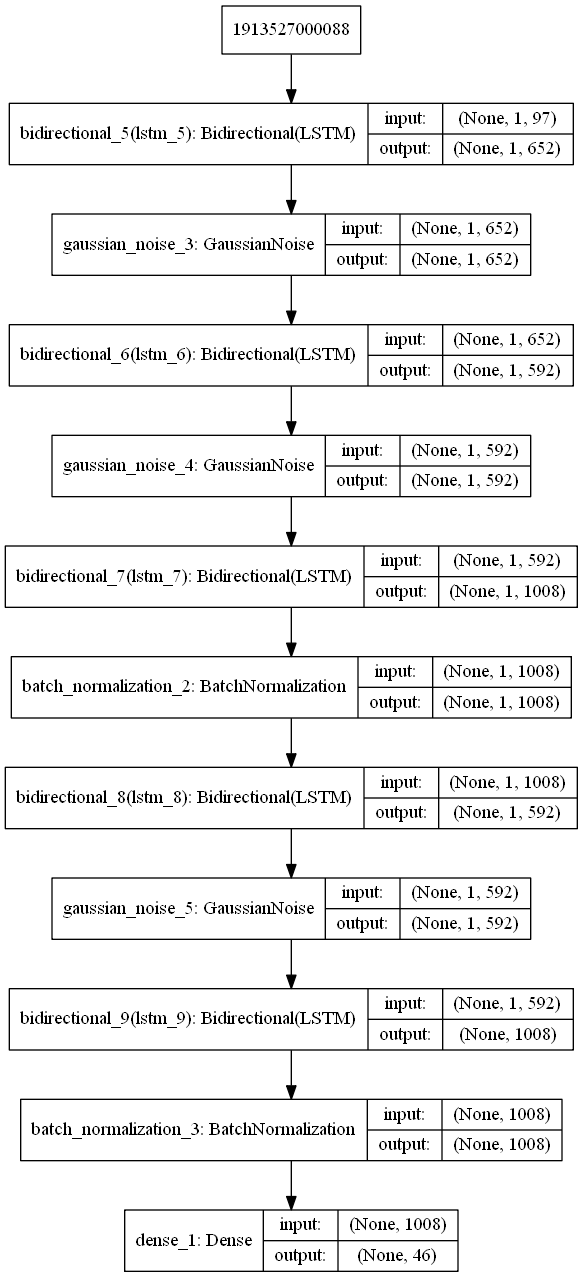 1913527000088
bidirectional_5(lstm_5): Bidirectional(LSTM)
input: (None, 1, 97)
output: (None, 1, 652)
gaussian_noise_3: GaussianNoise
input: (None, 1, 652)
output: (None, 1, 652)
bidirectional_6(lstm_6): Bidirectional(LSTM)
input: (None, 1, 652)
output: (None, 1, 592)
gaussian_noise_4: GaussianNoise
input: (None, 1, 592)
output: (None, 1, 592)
bidirectional_7(lstm_7): Bidirectional(LSTM)
input: (None, 1, 592)
output: (None, 1, 1008)
batch_normalization_2: BatchNormalization
input: (None, 1, 1008)
output: (None, 1, 1008)
bidirectional_8(lstm_8): Bidirectional(LSTM)
input: (None, 1, 1008)
output: (None, 1, 592)
gaussian_noise_5: GaussianNoise
input: (None, 1, 592)
output: (None, 1, 592)
bidirectional_9(lstm_9): Bidirectional(LSTM)
input: (None, 1, 592)
output: (None, 1008)
batch_normalization_3: BatchNormalization
input: (None, 1008)
output: (None, 1008)
dense_1: Dense
input: (None, 1008)
output: (None, 46)